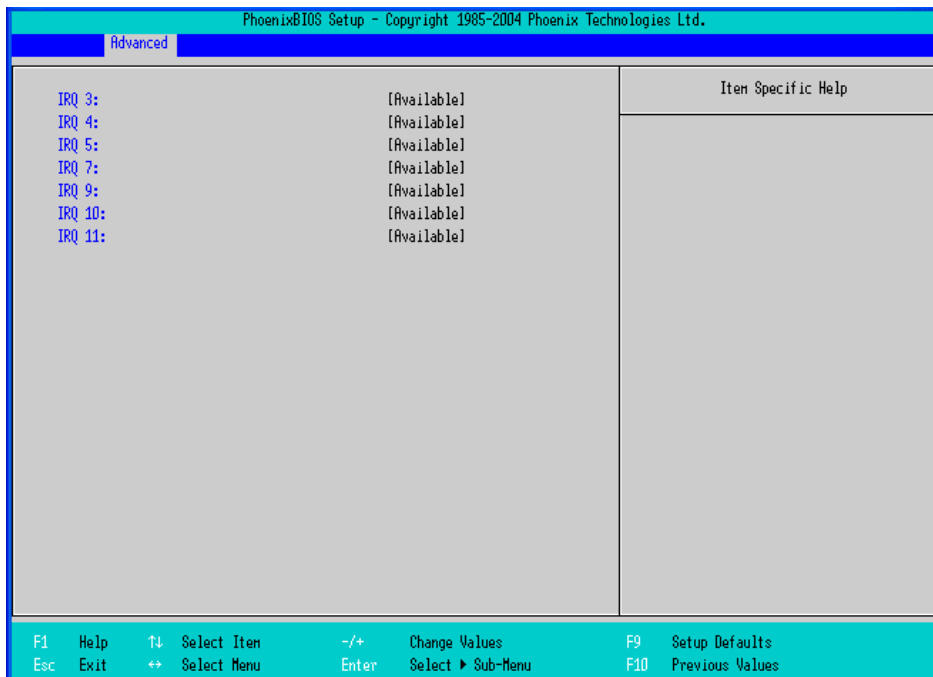 PhoenixBIOS Setup - Copyright 1985-2004 Phoenix Technologies Ltd.
Advanced
IRQ 3: [Available]
IRQ 4: [Available]
IRQ 5: [Available]
IRQ 7: [Available]
IRQ 9: [Available]
IRQ 10: [Available]
IRQ 11: [Available]
Item Specific Help
F1 Help ↑↓ Select Item -/+ Change Values F9 Setup Defaults
Esc Exit ↔ Select Menu Enter Select ▶ Sub-Menu F10 Previous Values